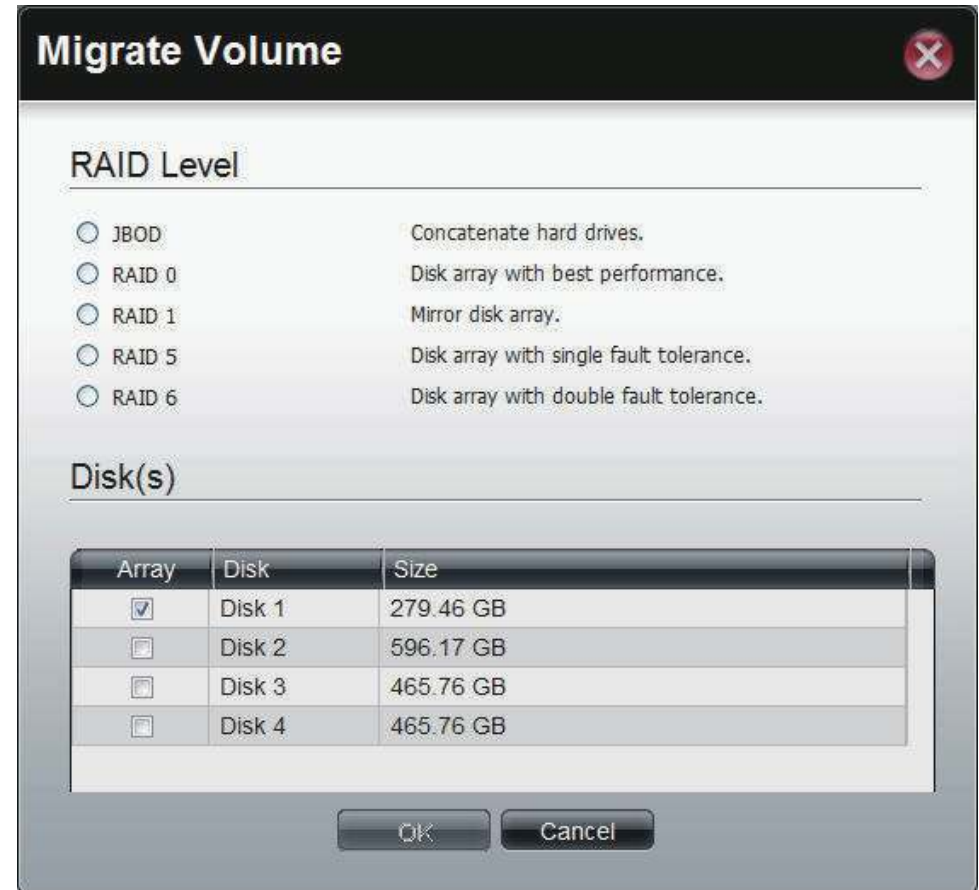 Migrate Volume
RAID Level
JBOD Concatenate hard drives.
RAID 0 Disk array with best performance.
RAID 1 Mirror disk array.
RAID 5 Disk array with single fault tolerance.
RAID 6 Disk array with double fault tolerance.
Disk(s)
Array Disk Size
Disk 1 279.46 GB
Disk 2 596.17 GB
Disk 3 465.76 GB
Disk 4 465.76 GB
OK Cancel